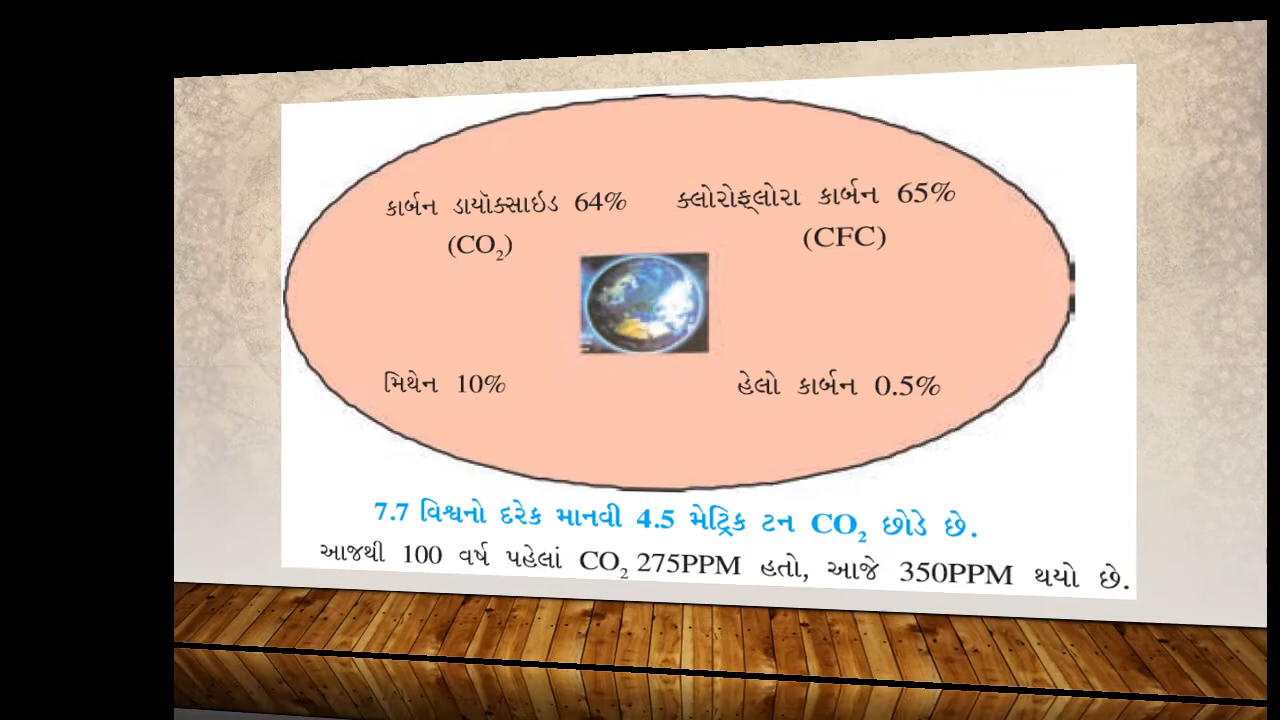 કાર્બન ડાયૉક્સાઇડ 64% ક્લોરોફ્લોરા કાર્બન 65%
(CO₂) (CFC)
મિથેન 10% હેલો કાર્બન 0.5%
7.7 વિશ્વનો દરેક માનવી 4.5 મેટ્રિક ટન CO₂ છોડે છે.
આજથી 100 વર્ષ પહેલાં CO₂ 275PPM હતો, આજે 350PPM થયો છે.